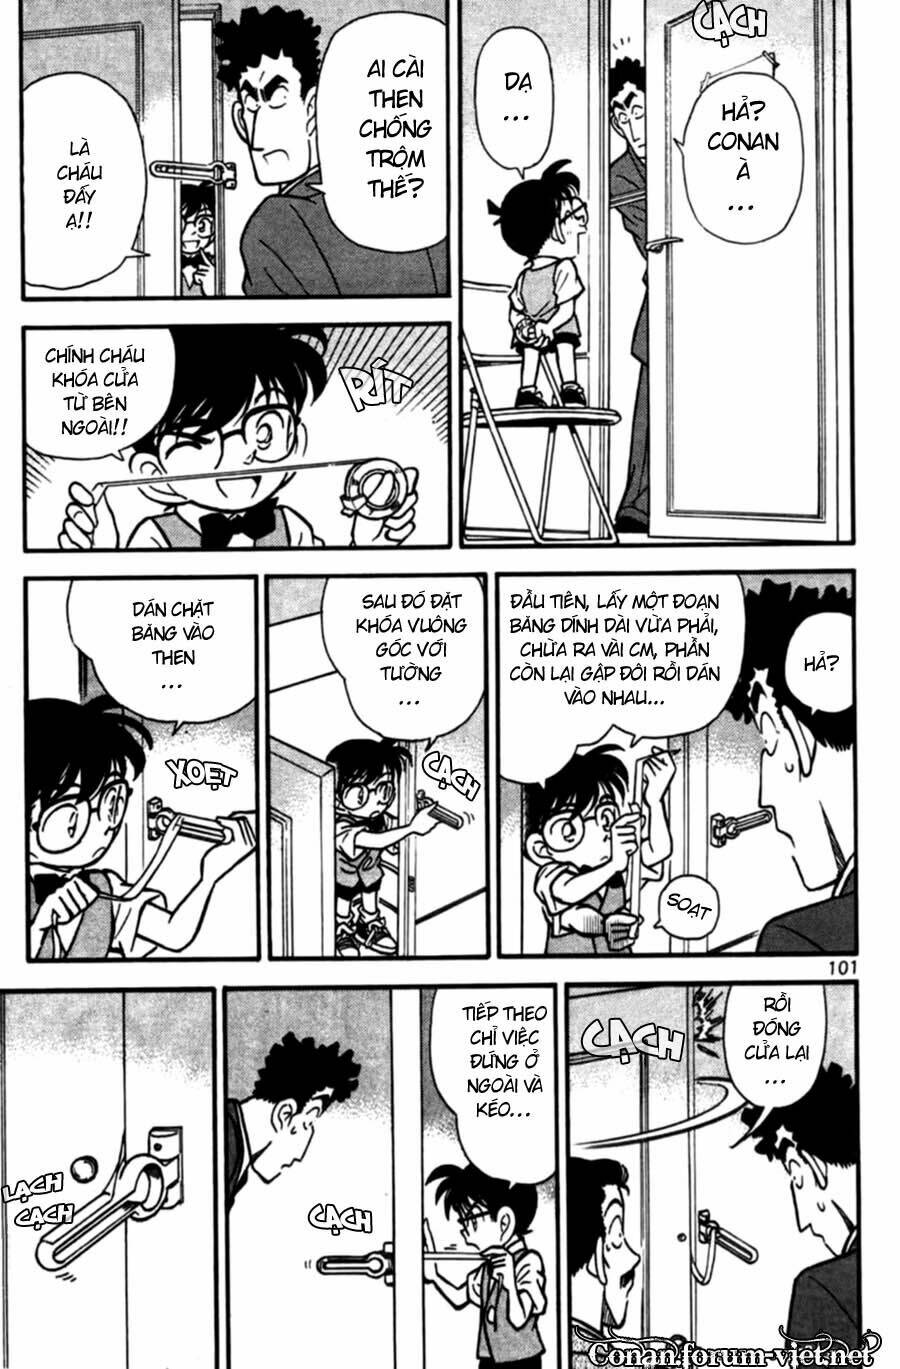 CẠCH
HẢ?
CONAN
À
...
DẠ
...
AI CÀI
THEN
CHỐNG
TRỘM
THẾ?
LÀ
CHÁU
ĐẤY
Ạ!!
CHÍNH CHÁU
KHÓA CỬA
TỪ BÊN
NGOÀI!!
RÍT
HẢ?
ĐẦU TIÊN, LẤY MỘT ĐOẠN
BĂNG DÍNH DÀI VỪA PHẢI,
CHỪA RA VÀI CM, PHẦN
CÒN LẠI GẬP ĐÔI RỒI DÁN
VÀO NHAU...
SOẠT
SAU ĐÓ ĐẶT
KHÓA VUÔNG
GÓC VỚI
TƯỜNG
...
CẠCH
DÁN CHẶT
BĂNG VÀO
THEN
...
XOẸT
101
RỒI
ĐÓNG
CỬA LẠI
...
CẠCH
TIẾP THEO
CHỈ VIỆC
ĐỨNG Ở
NGOÀI VÀ
KÉO...
CẠCH
LẠCH
CẠCH
Conan.forum-viet.net